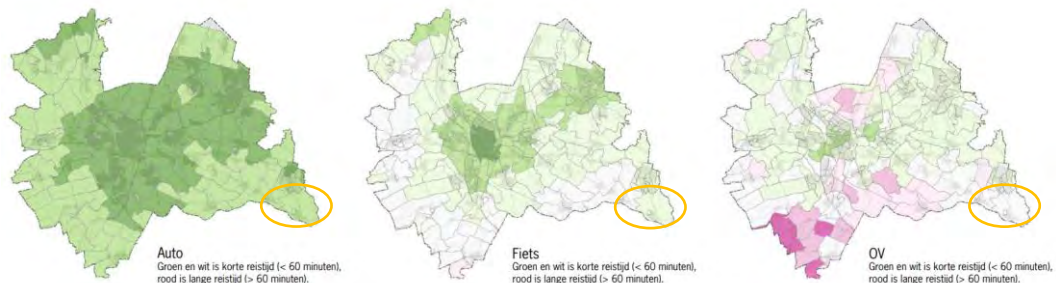 Auto
Groen en wit is korte reistijd (< 60 minuten),
rood is lange reistijd (> 60 minuten).
Fiets
Groen en wit is korte reistijd (< 60 minuten),
rood is lange reistijd (> 60 minuten).
OV
Groen en wit is korte reistijd (< 60 minuten),
rood is lange reistijd (> 60 minuten).